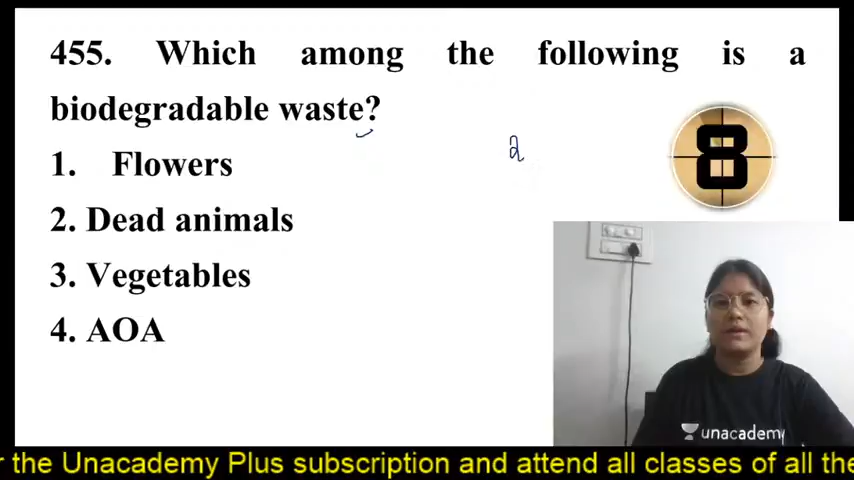 455. Which among the following is a
biodegradable waste?
1. Flowers
2. Dead animals
3. Vegetables
4. AOA
2
8
unacademy
r the Unacademy Plus subscription and attend all classes of all the